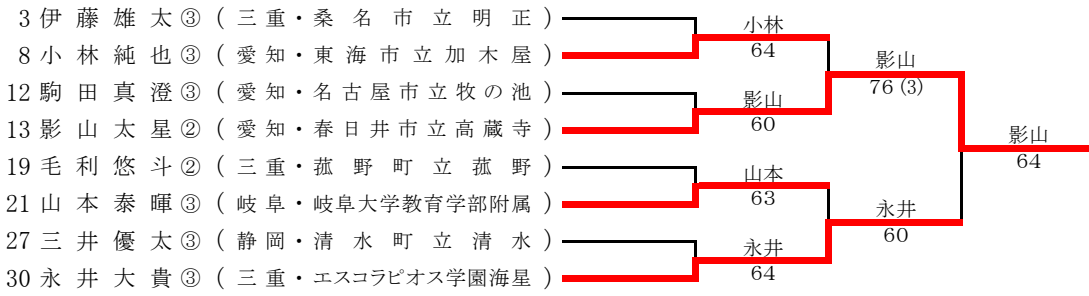 3 伊藤雄太③ (三重・桑名市立明正)
8 小林純也③ (愛知・東海市立加木屋)
12 駒田真澄③ (愛知・名古屋市立牧の池)
13 影山太星② (愛知・春日井市立高蔵寺)
19 毛利悠斗② (三重・菰野町立菰野)
21 山本泰暉③ (岐阜・岐阜大学教育学部附属)
27 三井優太③ (静岡・清水町立清水)
30 永井大貴③ (三重・エスコラピオス学園海星)
小林
64
影山
60
山本
63
永井
64
影山
76 (3)
永井
60
影山
64